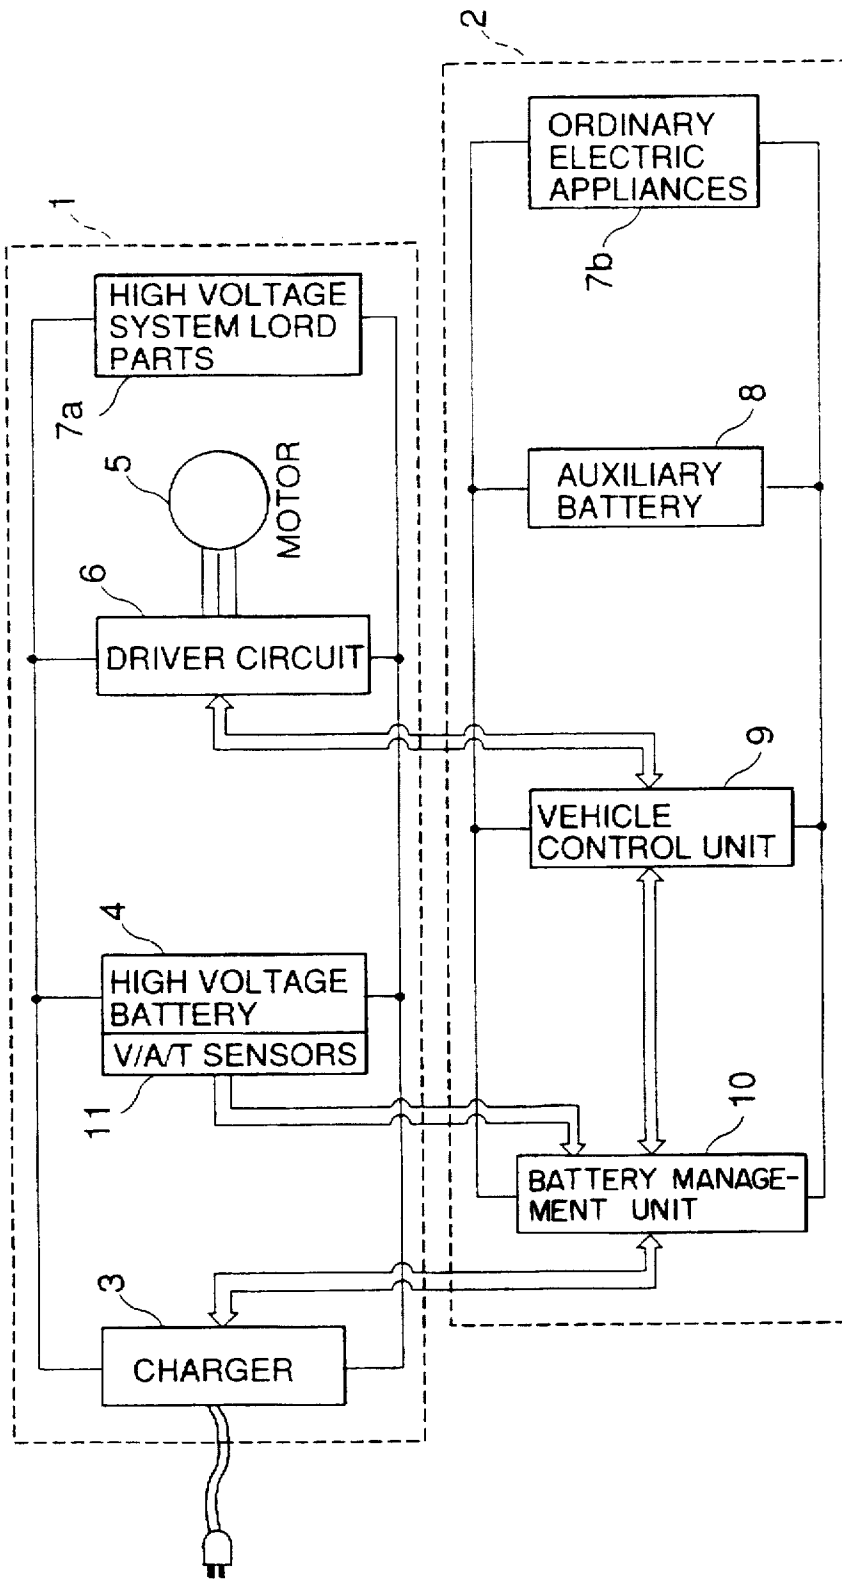 2
1
ORDINARY
ELECTRIC
APPLIANCES
7b
HIGH VOLTAGE
SYSTEM LORD
PARTS
7a
5
MOTOR
8
AUXILIARY
BATTERY
6
DRIVER CIRCUIT
9
VEHICLE
CONTROL UNIT
4
HIGH VOLTAGE
BATTERY
V/A/T SENSORS
11
10
BATTERY MANAGE-
MENT UNIT
3
CHARGER